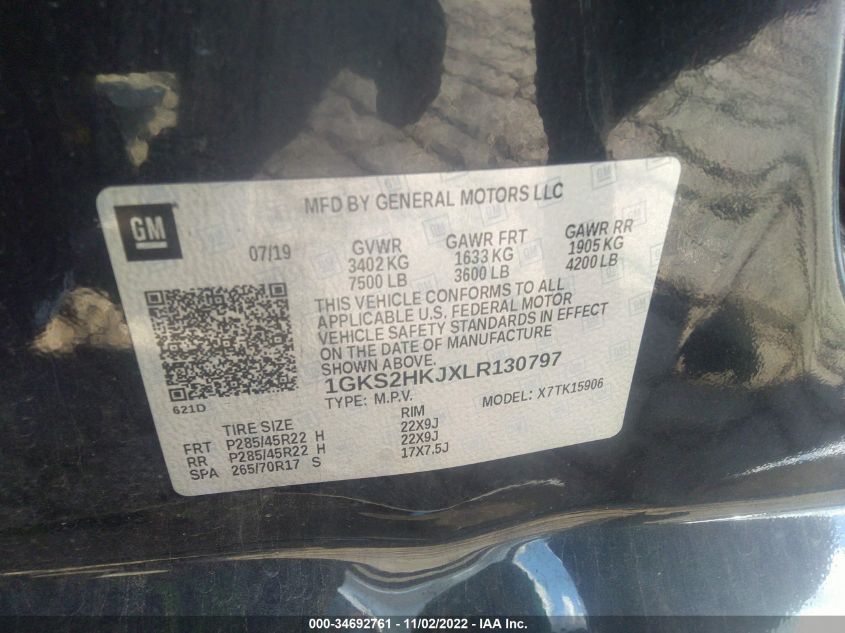 MFD BY GENERAL MOTORS LLC
GM
07/19 GVWR GAWR FRT GAWR RR
3402 KG 1633 KG 1905 KG
7500 LB 3600 LB 4200 LB
THIS VEHICLE CONFORMS TO ALL
APPLICABLE U.S. FEDERAL MOTOR
VEHICLE SAFETY STANDARDS IN EFFECT
ON THE DATE OF MANUFACTURE
SHOWN ABOVE.
1GKS2HKJXLR130797
621D TYPE: M.P.V. MODEL: X7TK15906
TIRE SIZE RIM
FRT P285/45R22 H 22X9J
RR P285/45R22 H 22X9J
SPA 265/70R17 S 17X7.5J
000-34692761 - 11/02/2022 - IAA Inc.